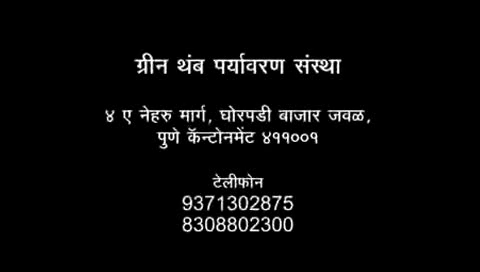 ग्रीन थंब पर्यावरण संस्था
४ ए नेहरु मार्ग, घोरपडी बाजार जवळ,
पुणे कॅन्टोनमेंट ४११००१
टेलीफोन
9371302875
8308802300